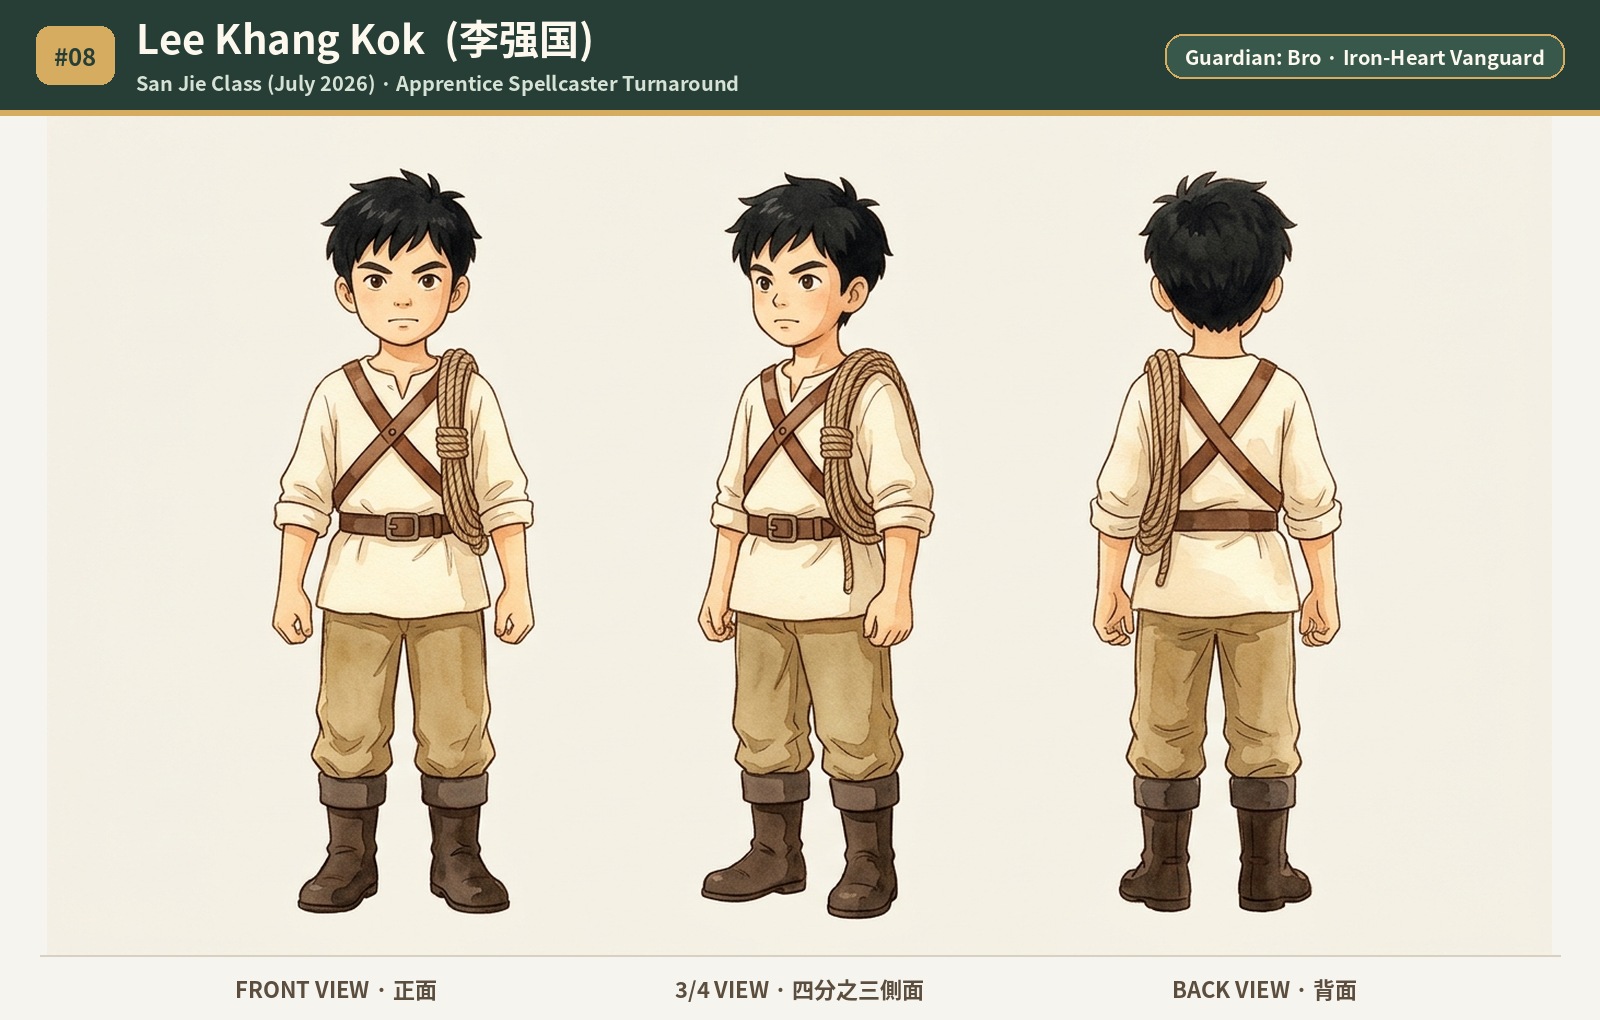 #08
Lee Khang Kok (李强国)
San Jie Class (July 2026) · Apprentice Spellcaster Turnaround
Guardian: Bro · Iron-Heart Vanguard
FRONT VIEW · 正面
3/4 VIEW · 四分之三側面
BACK VIEW · 背面